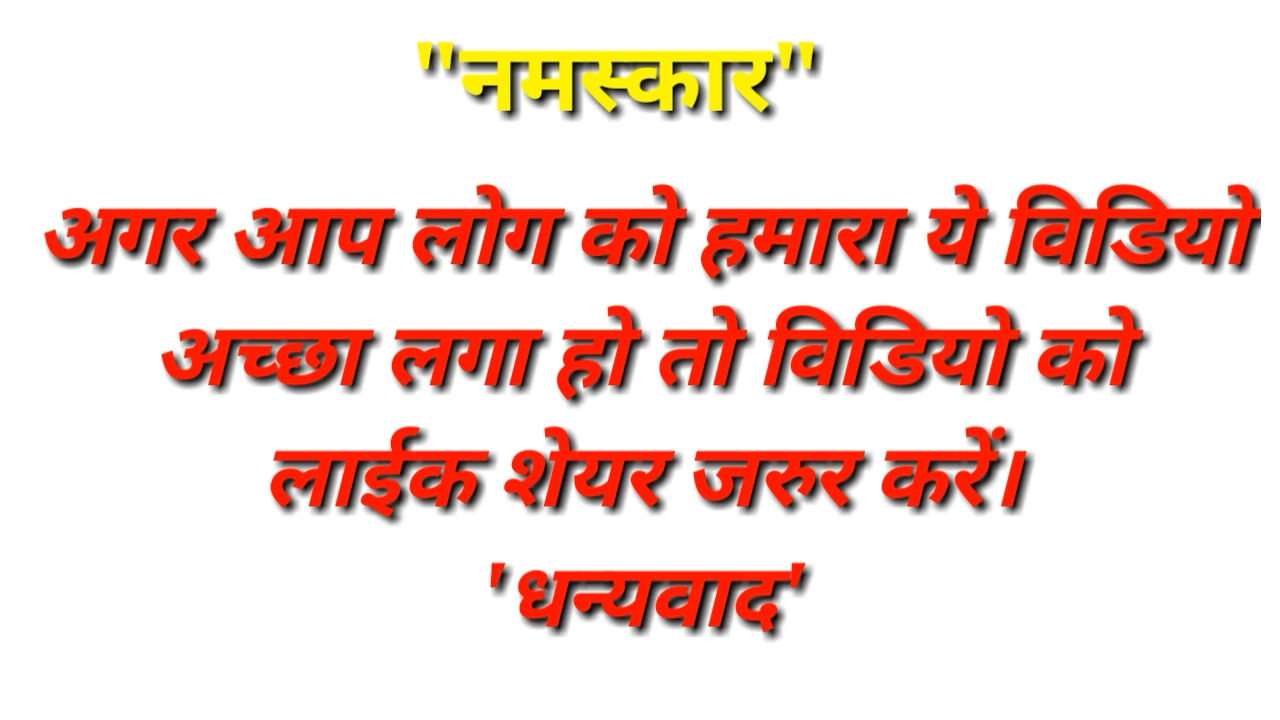 "नमस्कार"
अगर आप लोग को हमारा ये विडियो
अच्छा लगा हो तो विडियो को
लाईक शेयर जरुर करें।
'धन्यवाद'